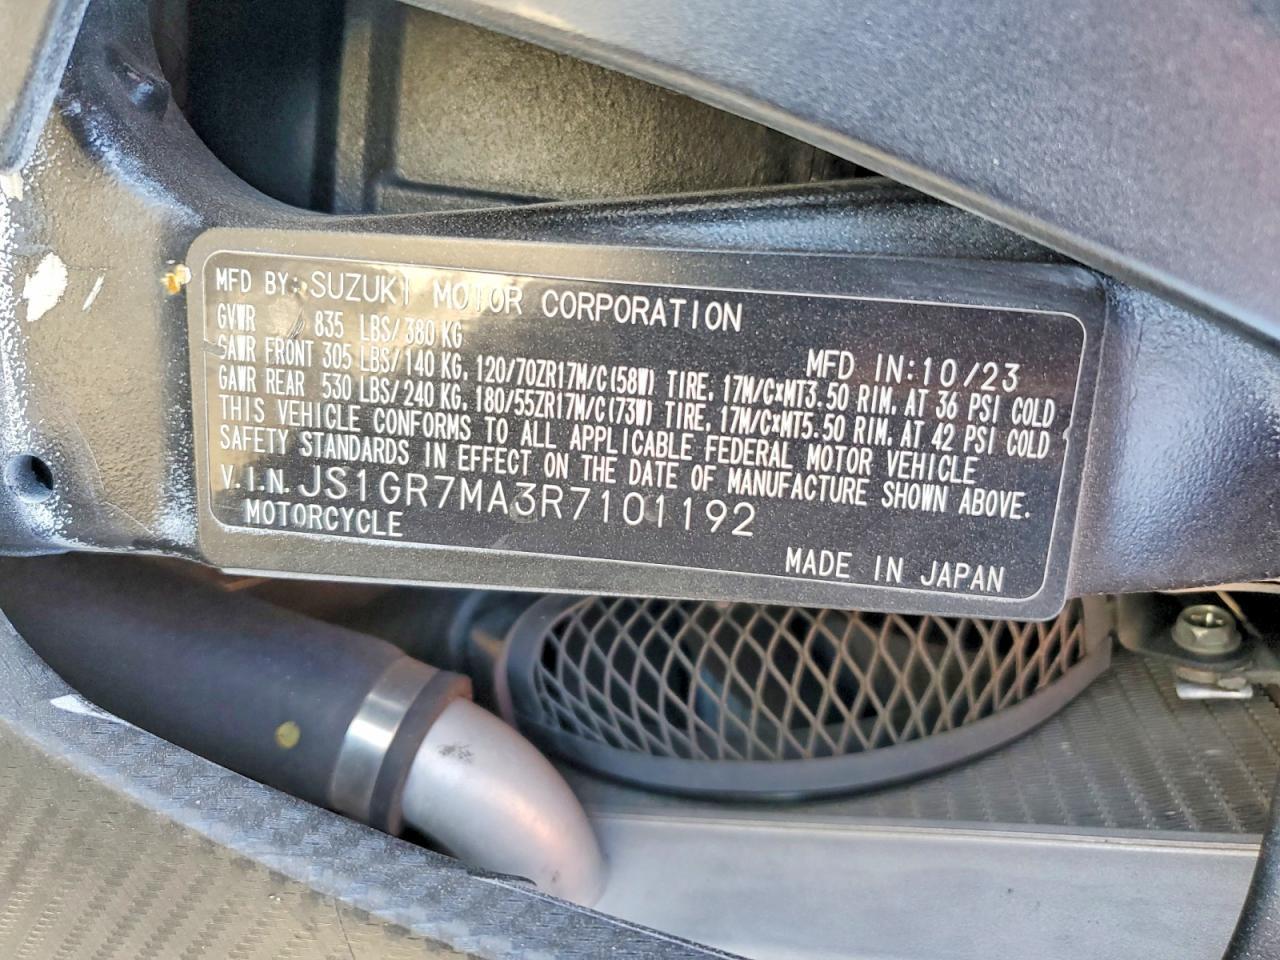 MFD BY: SUZUKI MOTOR CORPORATION
GVWR 835 LBS/380 KG
MFD IN:10/23
GAWR FRONT 305 LBS/140 KG, 120/70ZR17M/C(58W) TIRE, 17M/C×MT3.50 RIM, AT 36 PSI COLD
GAWR REAR 530 LBS/240 KG, 180/55ZR17M/C(73W) TIRE, 17M/C×MT5.50 RIM, AT 42 PSI COLD
THIS VEHICLE CONFORMS TO ALL APPLICABLE FEDERAL MOTOR VEHICLE
SAFETY STANDARDS IN EFFECT ON THE DATE OF MANUFACTURE SHOWN ABOVE.
V.I.N. JS1GR7MA3R7101192
MOTORCYCLE
MADE IN JAPAN